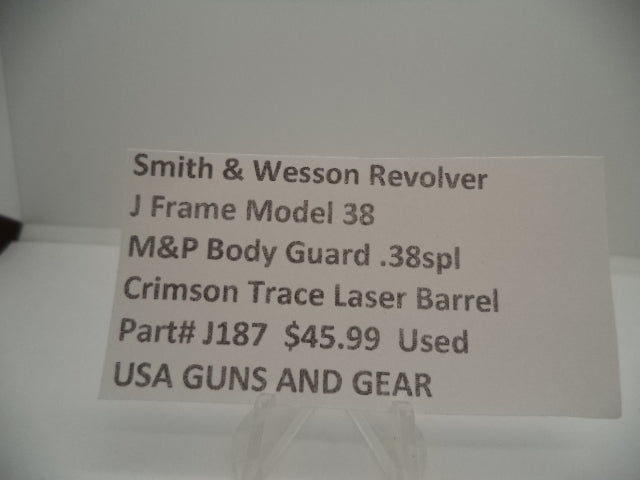 Smith & Wesson Revolver
J Frame Model 38
M&P Body Guard .38spl
Crimson Trace Laser Barrel
Part# J187  $45.99  Used
USA GUNS AND GEAR